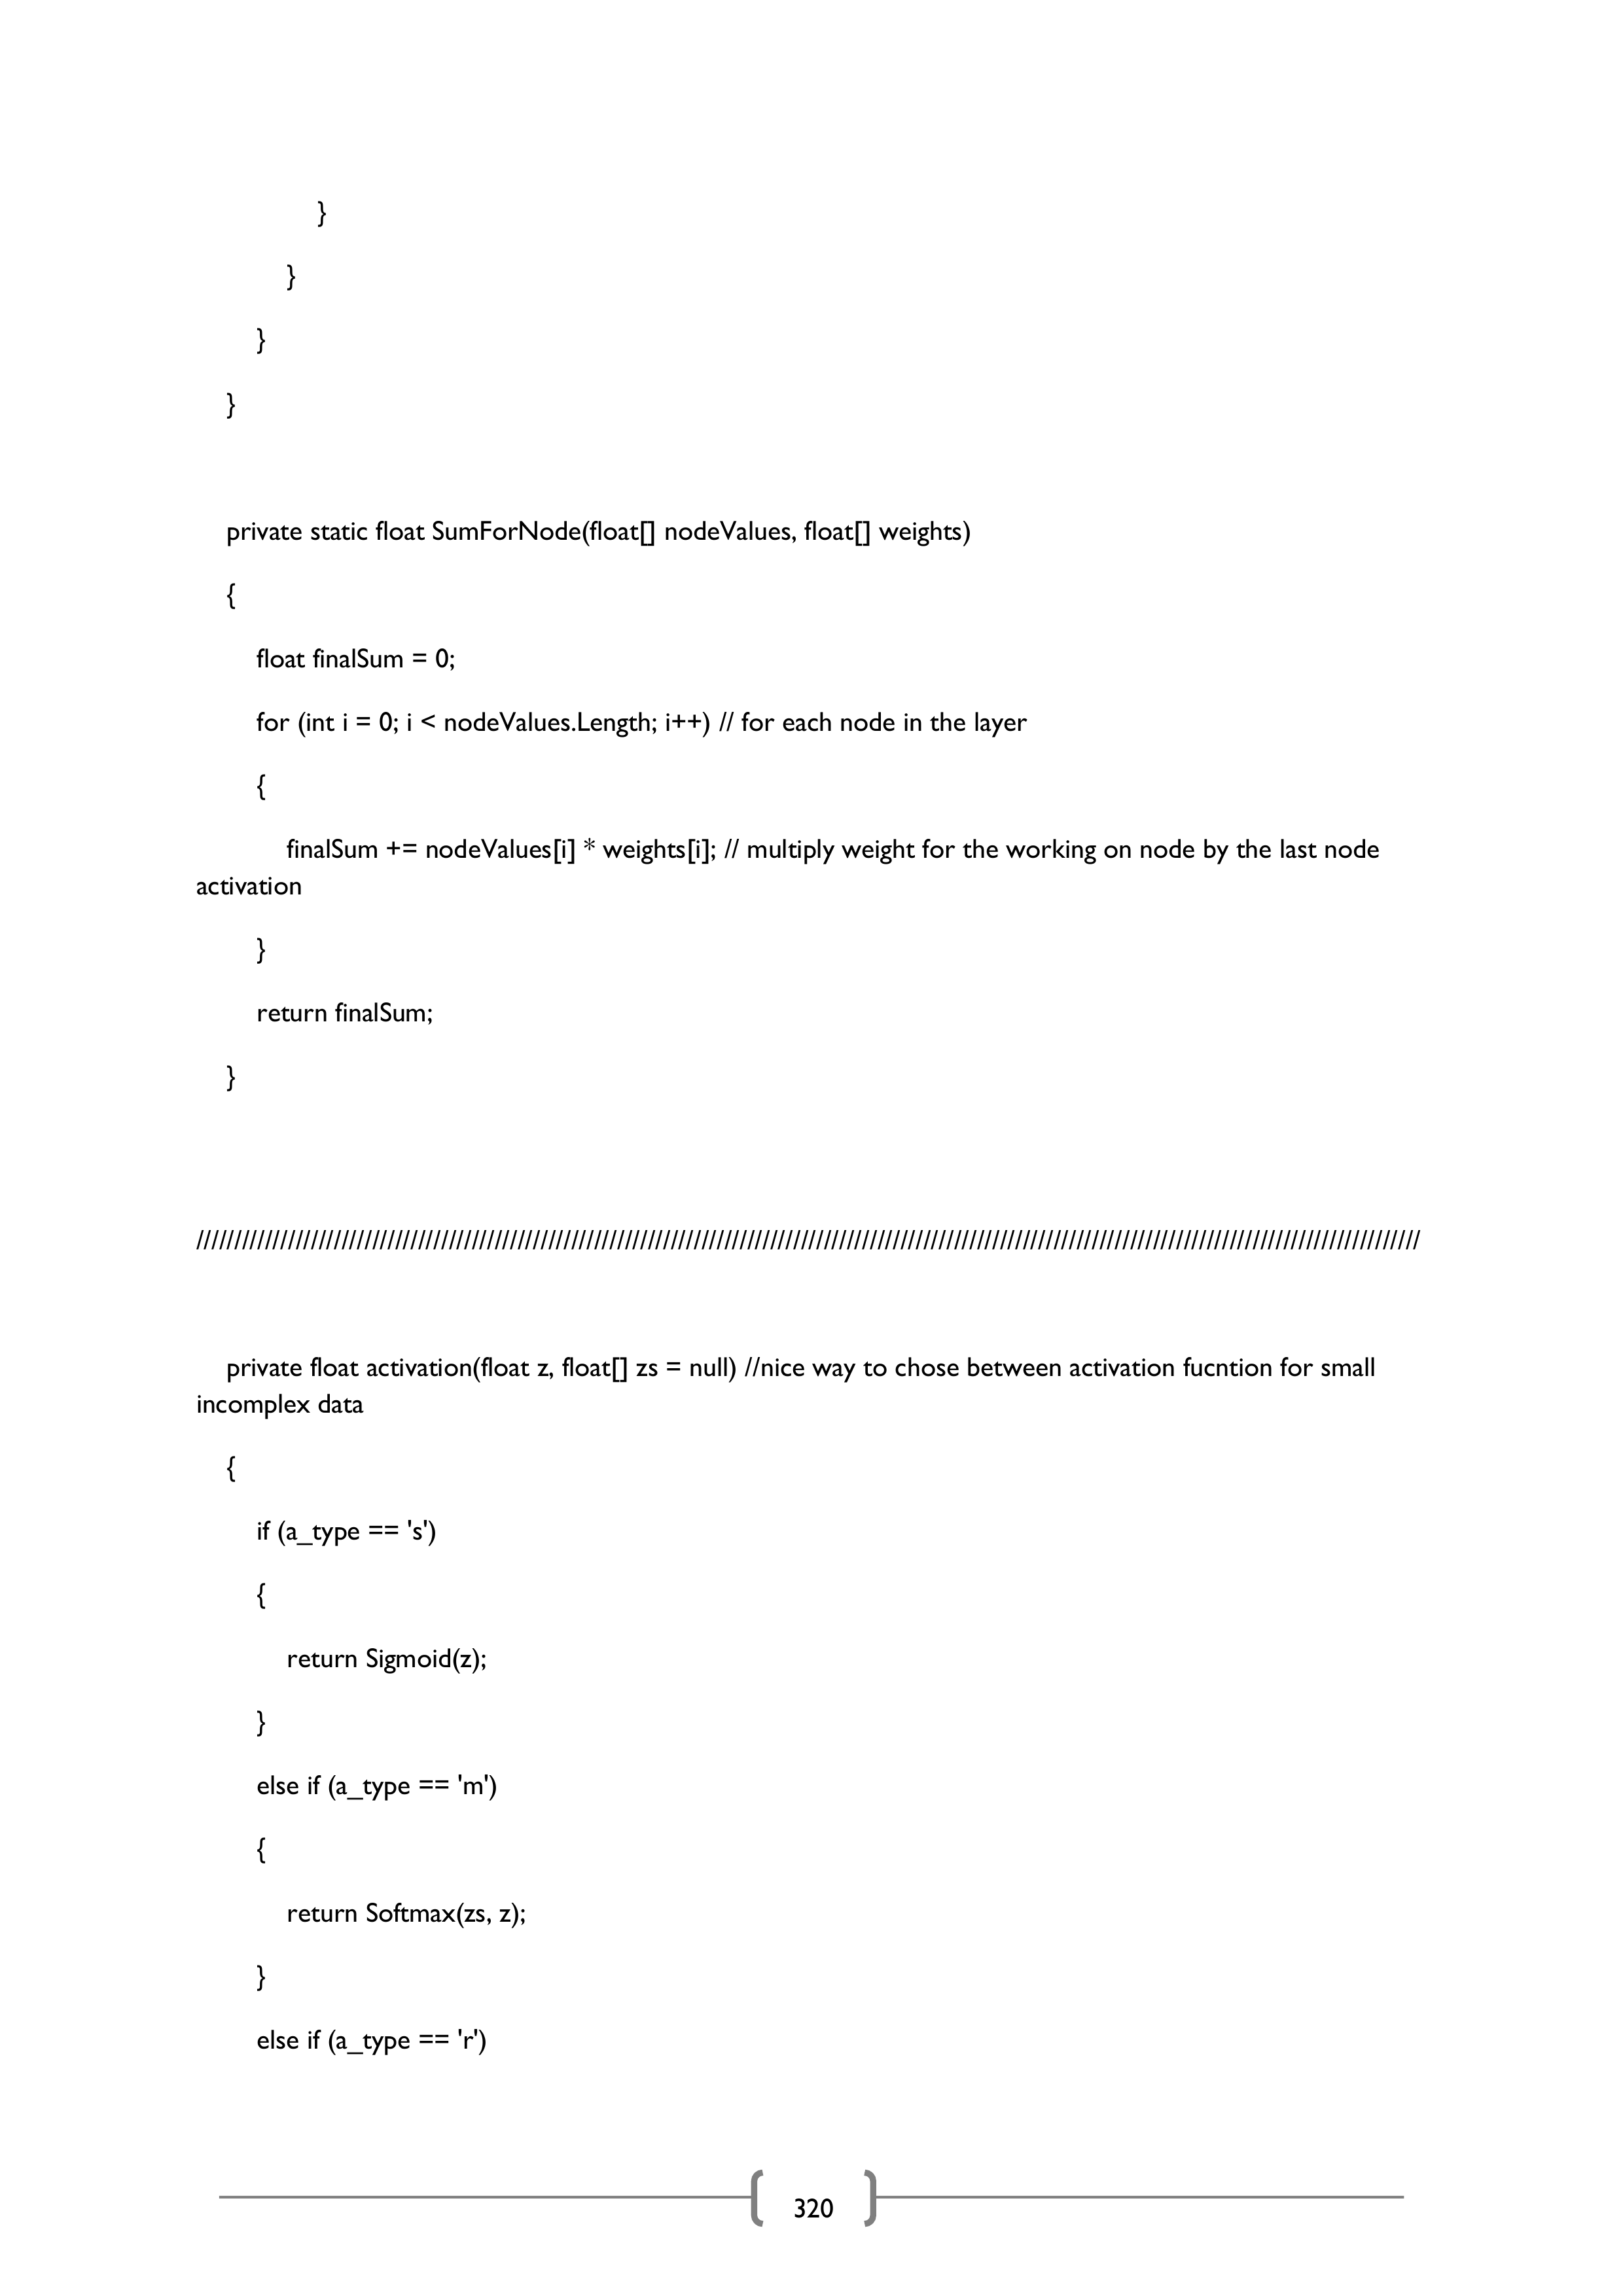 }
}
}
}
private static float SumForNode(float[] nodeValues, float[] weights)
{
float finalSum = 0;
for (int i = 0; i < nodeValues.Length; i++) // for each node in the layer
{
finalSum += nodeValues[i] * weights[i]; // multiply weight for the working on node by the last node
activation
}
return finalSum;
}
////////////////////////////////////////////////////////////////////////////////////////////////////////////////////////////////////////////////////////////////
private float activation(float z, float[] zs = null) //nice way to chose between activation fucntion for small
incomplex data
{
if (a_type == 's')
{
return Sigmoid(z);
}
else if (a_type == 'm')
{
return Softmax(zs, z);
}
else if (a_type == 'r')
320